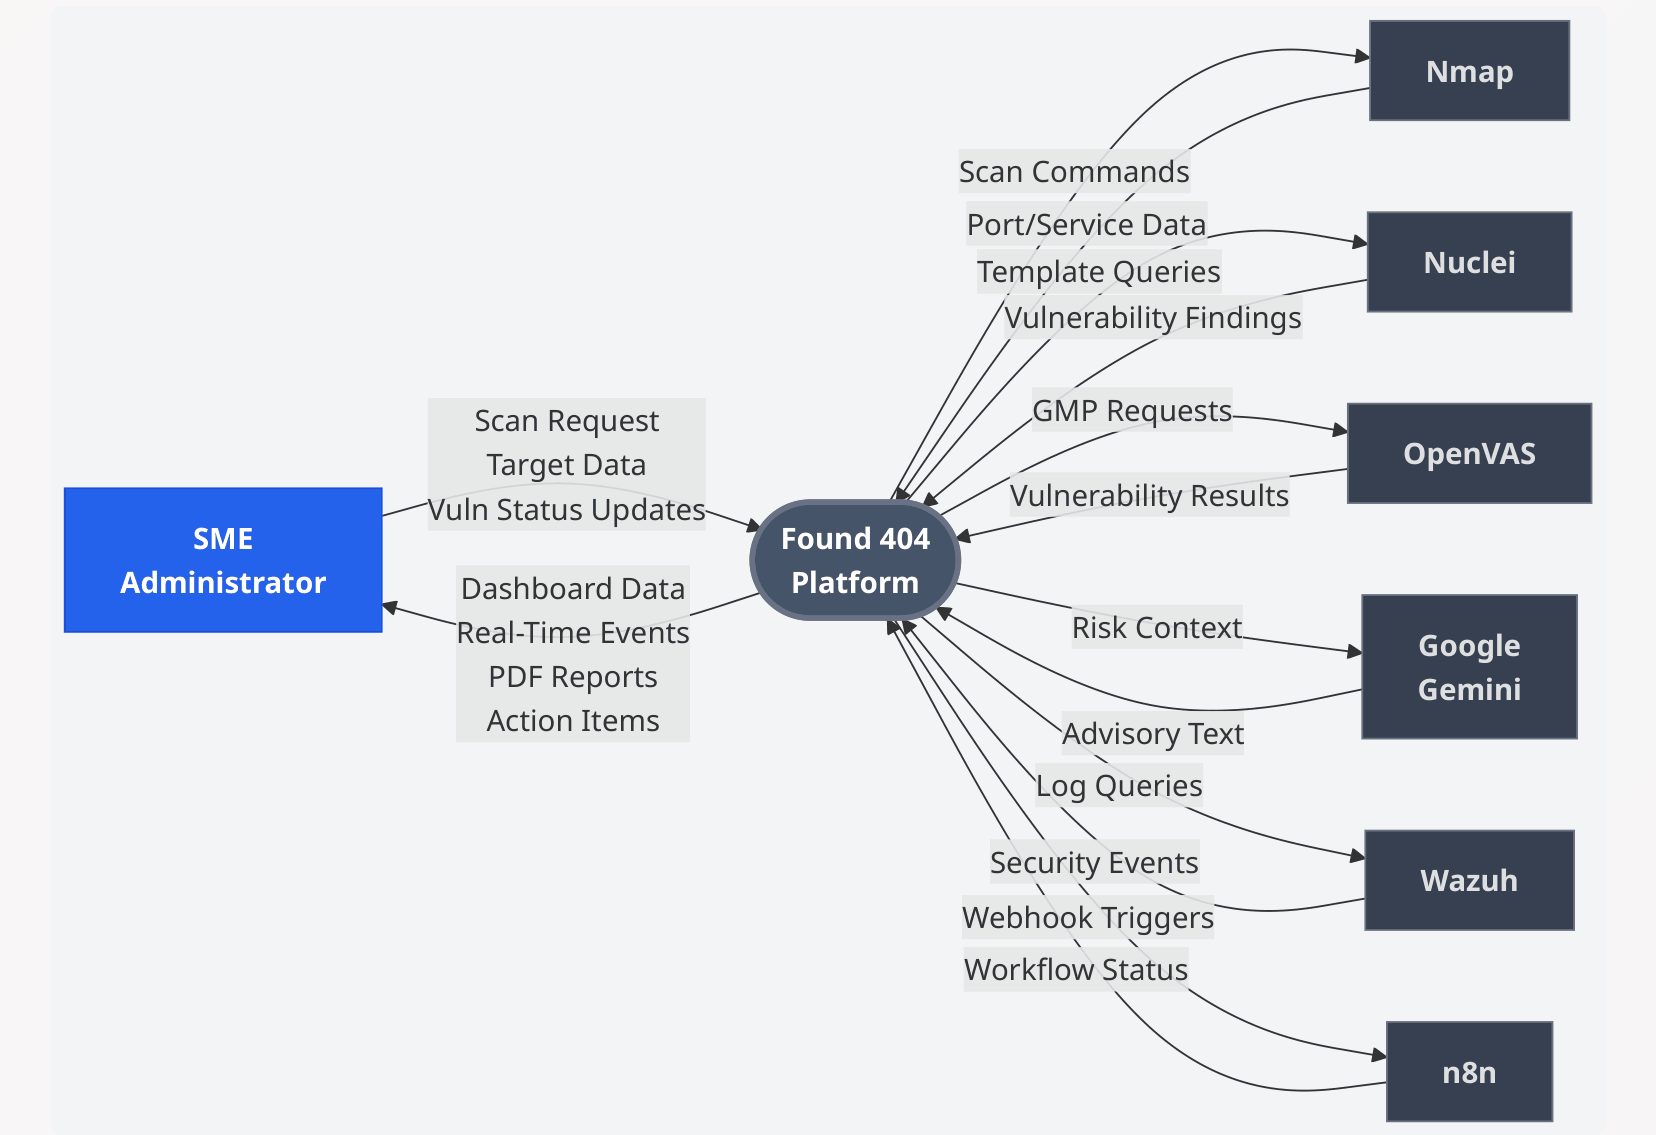 Nmap
Scan Commands
Port/Service Data
Template Queries
Nuclei
Vulnerability Findings
GMP Requests
OpenVAS
Vulnerability Results
Scan Request
Target Data
Vuln Status Updates
SME
Administrator
Found 404
Platform
Dashboard Data
Real-Time Events
PDF Reports
Action Items
Risk Context
Google
Gemini
Advisory Text
Log Queries
Security Events
Wazuh
Webhook Triggers
Workflow Status
n8n